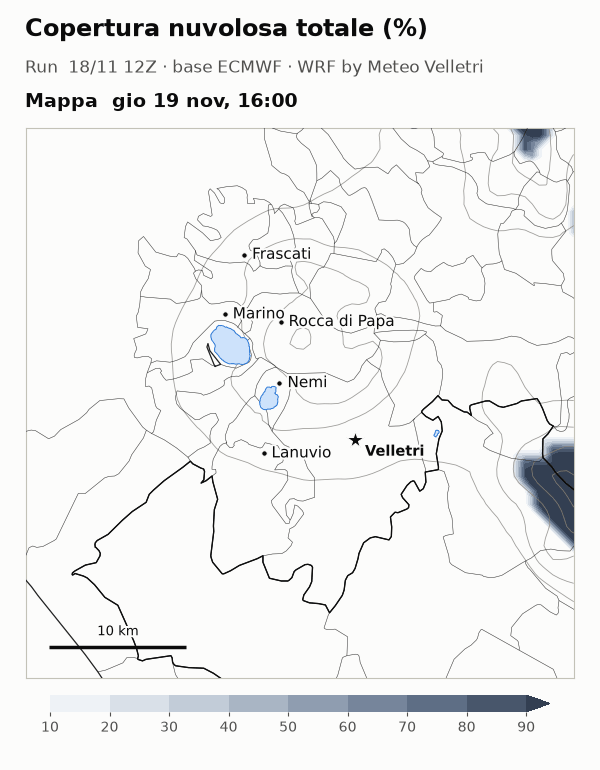 Copertura nuvolosa totale (%)
Run  18/11 12Z · base ECMWF · WRF by Meteo Velletri
Mappa  gio 19 nov, 16:00
Frascati
Marino
Rocca di Papa
Nemi
Velletri
Lanuvio
10 km
10 20 30 40 50 60 70 80 90